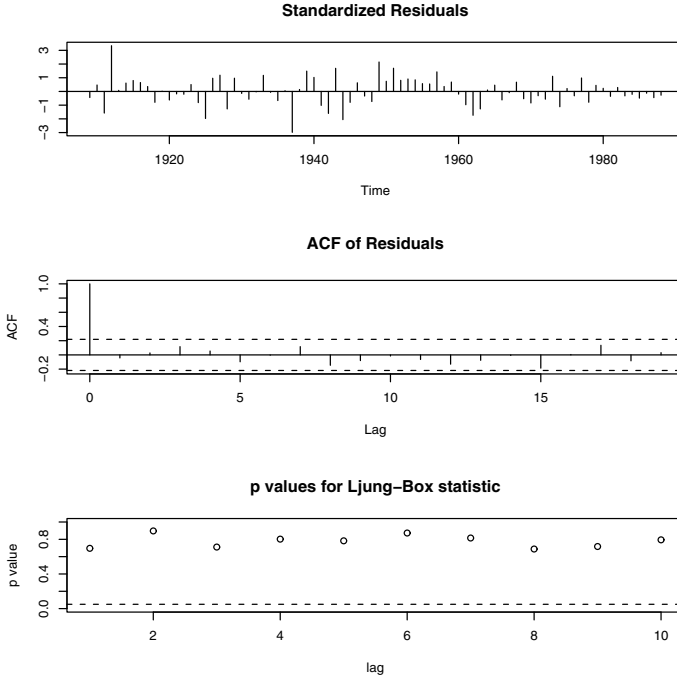 Standardized Residuals
3
1
−1
−3
1920 1940 1960 1980
Time
ACF of Residuals
ACF
1.0
0.4
−0.2
0 5 10 15
Lag
p values for Ljung−Box statistic
p value
0.8
0.4
0.0
2 4 6 8 10
lag